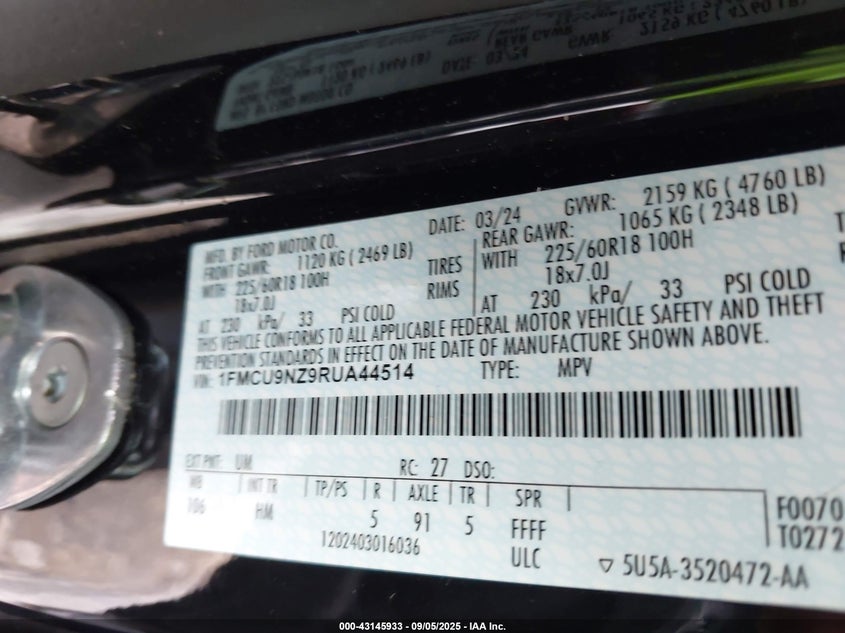 MFD. BY FORD MOTOR CO.
DATE: 03/24 GVWR: 2159 KG ( 4760 LB)
FRONT GAWR: 1120 KG ( 2469 LB) REAR GAWR: 1065 KG ( 2348 LB)
WITH 225/60R18 100H TIRES WITH 225/60R18 100H
18x7.0J RIMS 18x7.0J
AT 230 kPa/ 33 PSI COLD AT 230 kPa/ 33 PSI COLD
THIS VEHICLE CONFORMS TO ALL APPLICABLE FEDERAL MOTOR VEHICLE SAFETY AND THEFT
PREVENTION STANDARDS IN EFFECT ON THE DATE OF MANUFACTURE SHOWN ABOVE.
VIN: 1FMCU9NZ9RUA44514 TYPE: MPV
EXT PNT: UM RC: 27 DSO:
WB INT TR TP/PS R AXLE TR SPR
106 HM 5 91 5 FFFF
F0070
1202403016036 ULC
T0272
5U5A-3520472-AA
000-43145933 - 09/05/2025 - IAA Inc.